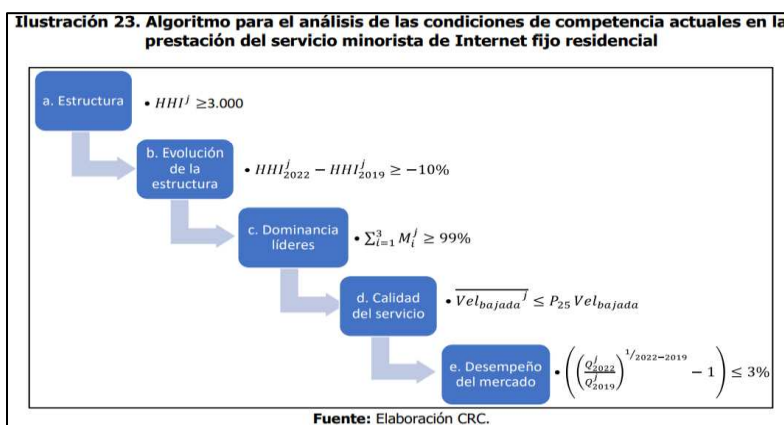 Ilustración 23. Algoritmo para el análisis de las condiciones de competencia actuales en la
prestación del servicio minorista de Internet fijo residencial
a. Estructura
• HHI^j ≥3.000
b. Evolución
de la
estructura
• HHI^j_2022 − HHI^j_2019 ≥ −10%
c. Dominancia
líderes
• ∑^3_i=1 M^j_i ≥ 99%
d. Calidad
del servicio
• \overline{Vel_bajada^j} ≤ P_25 Vel_bajada
e. Desempeño
del mercado
• ((Q^j_2022/Q^j_2019)^1/2022−2019 − 1) ≤ 3%
Fuente: Elaboración CRC.